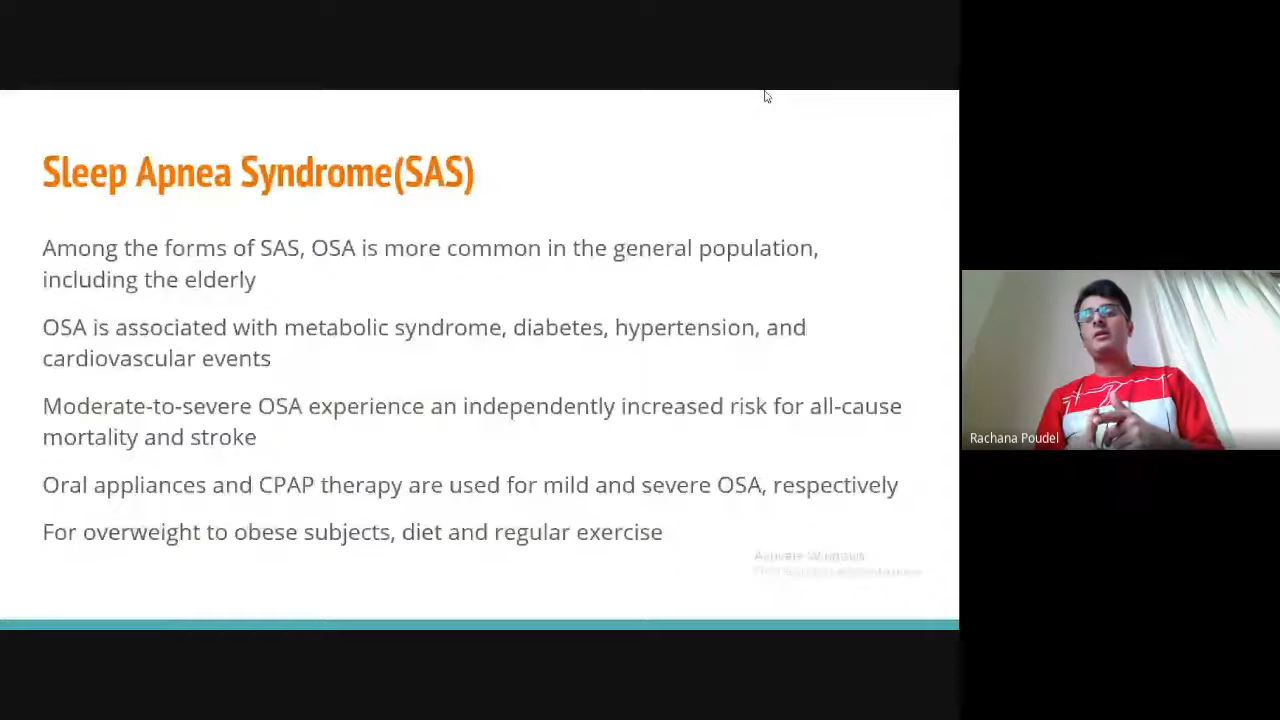 Sleep Apnea Syndrome(SAS)
Among the forms of SAS, OSA is more common in the general population,
including the elderly
OSA is associated with metabolic syndrome, diabetes, hypertension, and
cardiovascular events
Moderate-to-severe OSA experience an independently increased risk for all-cause
mortality and stroke
Oral appliances and CPAP therapy are used for mild and severe OSA, respectively
For overweight to obese subjects, diet and regular exercise
Rachana Poudel